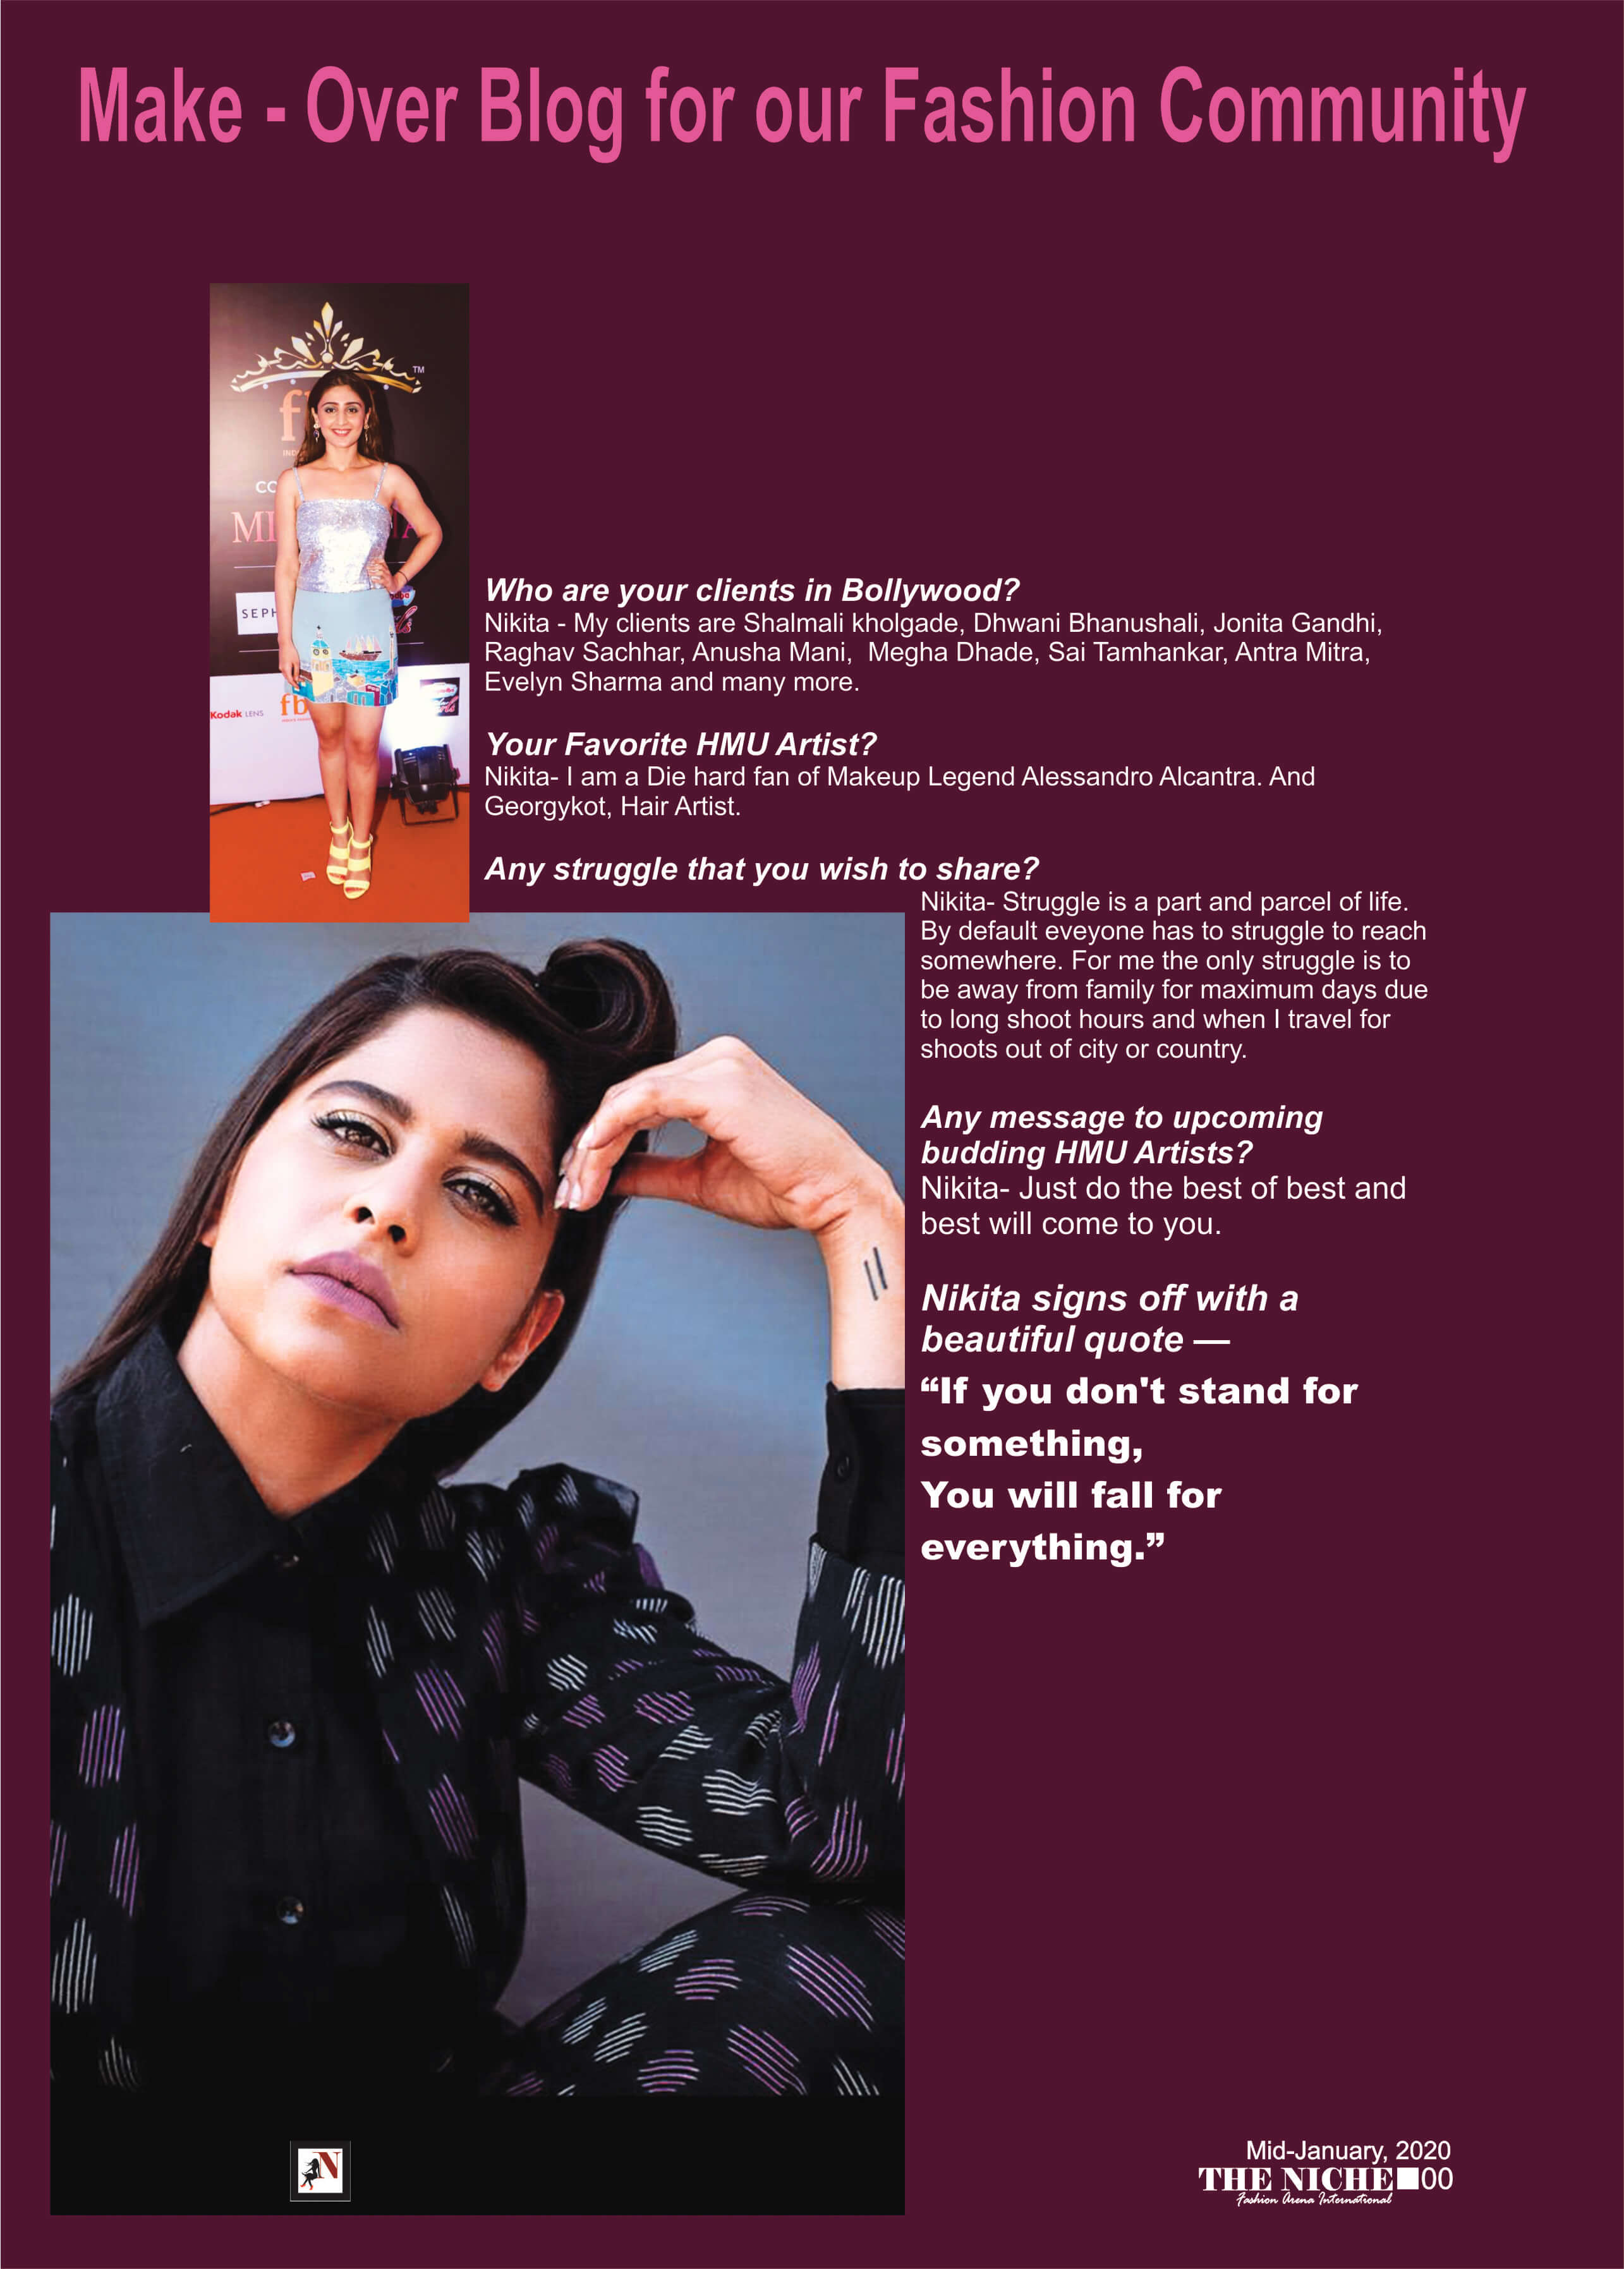 Make - Over Blog for our Fashion Community
TM
SEPH
Kodak LENS
fb
Who are your clients in Bollywood?
Nikita - My clients are Shalmali kholgade, Dhwani Bhanushali, Jonita Gandhi,
Raghav Sachhar, Anusha Mani, Megha Dhade, Sai Tamhankar, Antra Mitra,
Evelyn Sharma and many more.
Your Favorite HMU Artist?
Nikita- I am a Die hard fan of Makeup Legend Alessandro Alcantra. And
Georgykot, Hair Artist.
Any struggle that you wish to share?
Nikita- Struggle is a part and parcel of life.
By default eveyone has to struggle to reach
somewhere. For me the only struggle is to
be away from family for maximum days due
to long shoot hours and when I travel for
shoots out of city or country.
Any message to upcoming
budding HMU Artists?
Nikita- Just do the best of best and
best will come to you.
Nikita signs off with a
beautiful quote —
“If you don't stand for
something,
You will fall for
everything.”
N
Mid-January, 2020
THE NICHE■00
Fashion Arena International